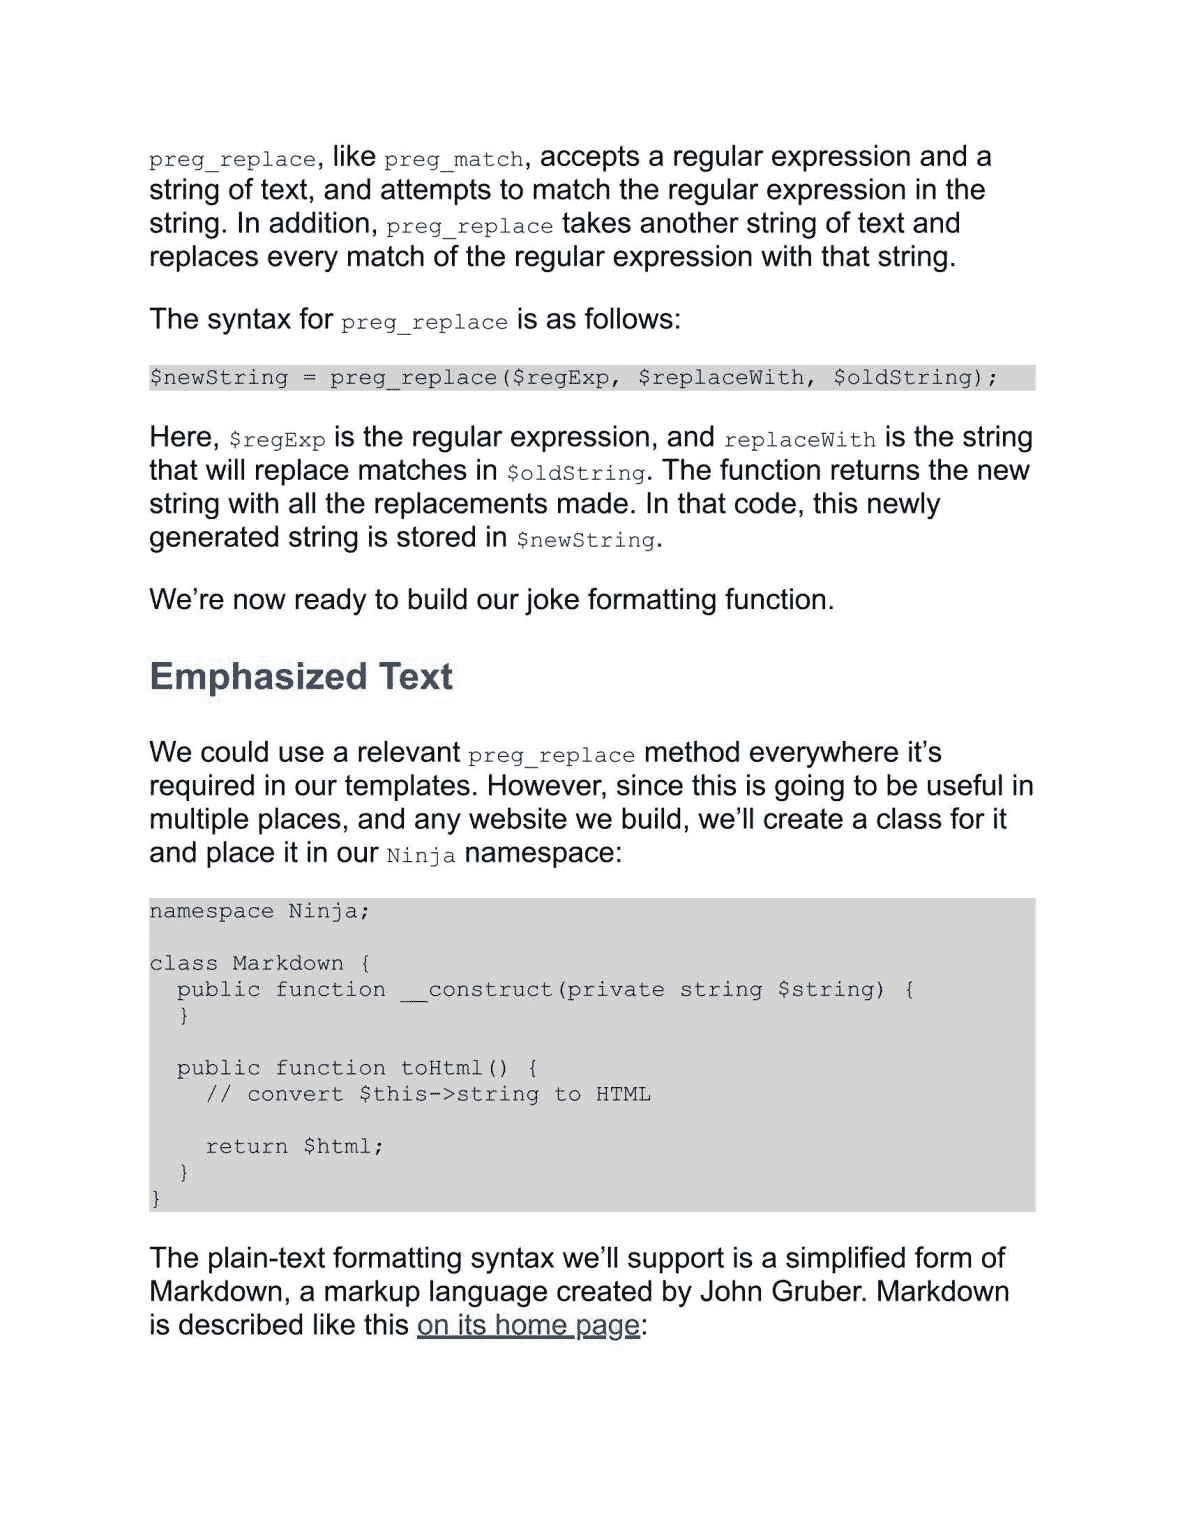 preg_replace, like preg_match, accepts a regular expression and a
string of text, and attempts to match the regular expression in the
string. In addition, preg_replace takes another string of text and
replaces every match of the regular expression with that string.
The syntax for preg_replace is as follows:
$newString = preg_replace($regExp, $replaceWith, $oldString);
Here, $regExp is the regular expression, and replaceWith is the string
that will replace matches in $oldString. The function returns the new
string with all the replacements made. In that code, this newly
generated string is stored in $newString.
We’re now ready to build our joke formatting function.
Emphasized Text
We could use a relevant preg_replace method everywhere it’s
required in our templates. However, since this is going to be useful in
multiple places, and any website we build, we’ll create a class for it
and place it in our Ninja namespace:
namespace Ninja;
class Markdown {
  public function __construct(private string $string) {
  }
  public function toHtml() {
    // convert $this->string to HTML
    return $html;
  }
}
The plain-text formatting syntax we’ll support is a simplified form of
Markdown, a markup language created by John Gruber. Markdown
is described like this on its home page: